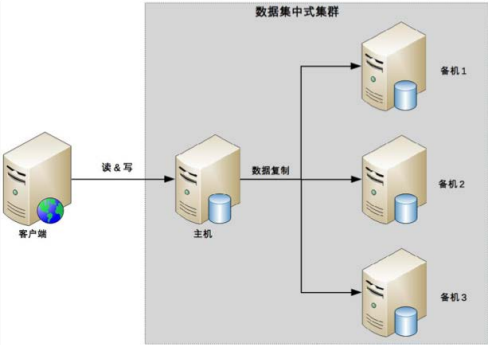 数据集中式集群
备机1
读 & 写
数据复制
备机2
客户端
主机
备机3